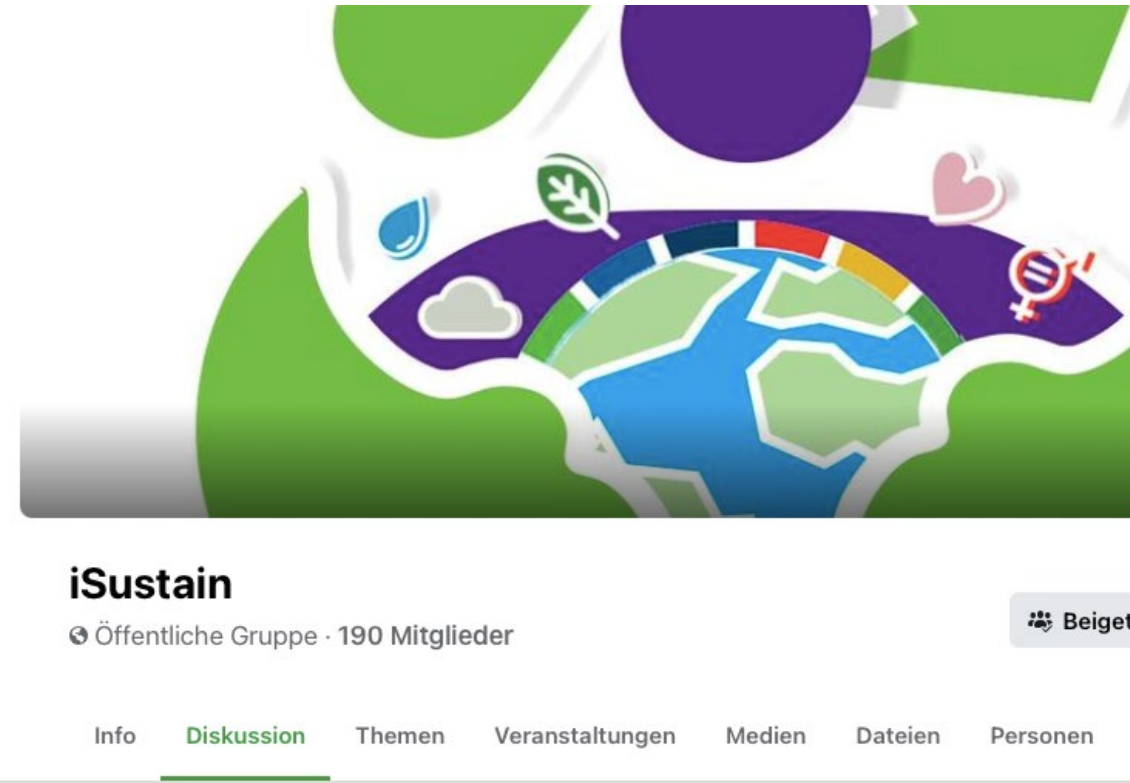 iSustain
Öffentliche Gruppe · 190 Mitglieder
Info Diskussion Themen Veranstaltungen Medien Dateien Personen